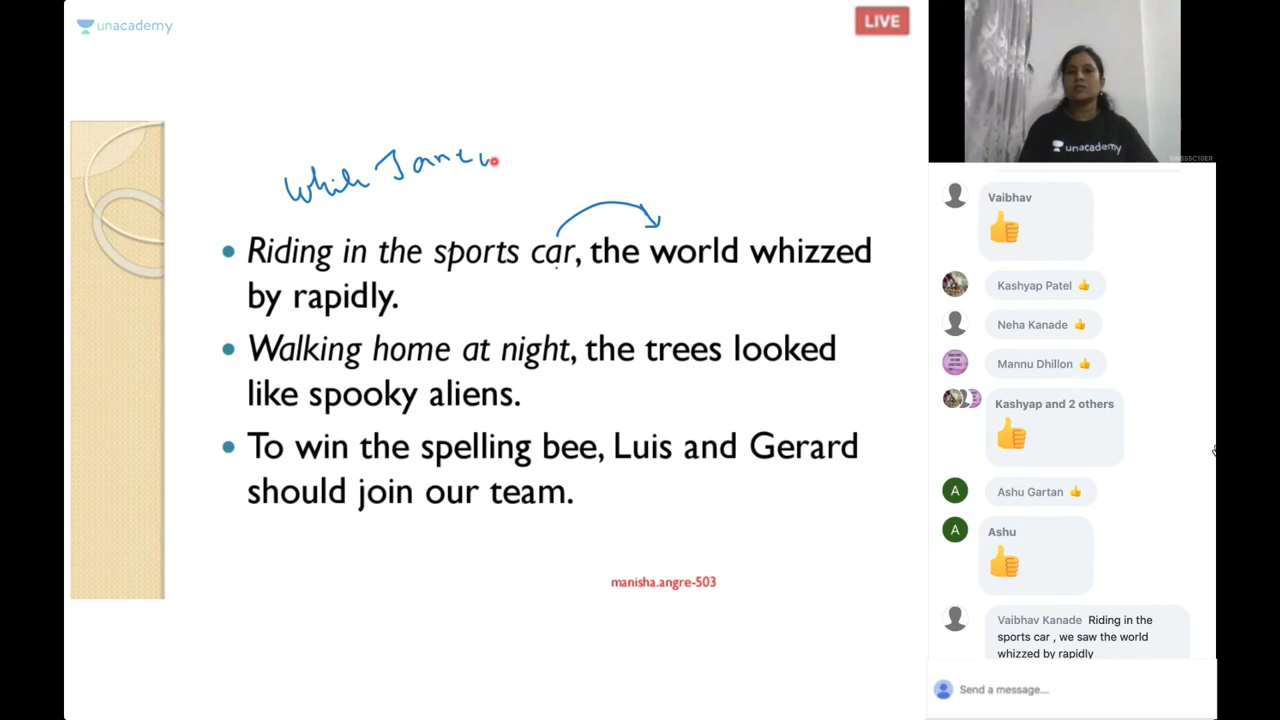 unacademy
LIVE
While Jane w
• Riding in the sports car, the world whizzed
by rapidly.
• Walking home at night, the trees looked
like spooky aliens.
• To win the spelling bee, Luis and Gerard
should join our team.
manisha.angre-503
unacademy
Vaibhav
Kashyap Patel
Neha Kanade
Mannu Dhillon
Kashyap and 2 others
A
Ashu Gartan
A
Ashu
Vaibhav Kanade Riding in the
sports car , we saw the world
whizzed by rapidly
Send a message...